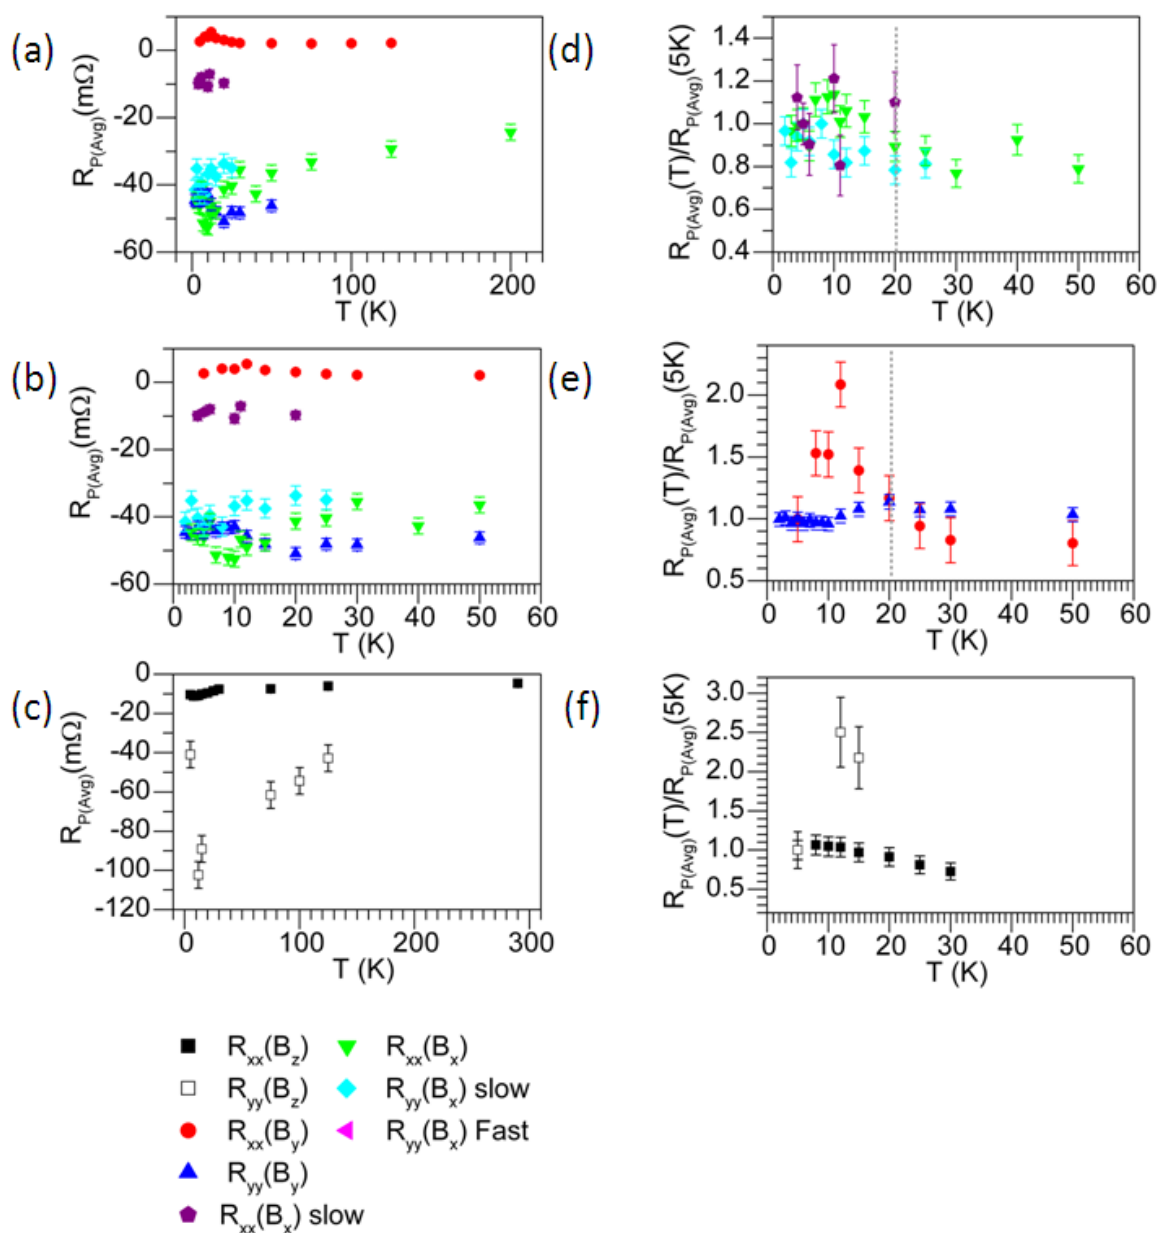 (a)
R_P(Avg)(mΩ)
0
-20
-40
-60
0 100 200
T (K)
(d)
R_P(Avg)(T)/R_P(Avg)(5K)
1.4
1.2
1.0
0.8
0.6
0.4
0 10 20 30 40 50 60
T (K)
(b)
R_P(Avg)(mΩ)
0
-20
-40
-60
0 10 20 30 40 50 60
T (K)
(e)
R_P(Avg)(T)/R_P(Avg)(5K)
2.0
1.5
1.0
0.5
0 10 20 30 40 50 60
T (K)
(c)
R_P(Avg)(mΩ)
0
-20
-40
-60
-80
-100
-120
0 100 200 300
T (K)
(f)
R_P(Avg)(T)/R_P(Avg)(5K)
3.0
2.5
2.0
1.5
1.0
0.5
0 10 20 30 40 50 60
T (K)
R_xx(B_z)
R_yy(B_z)
R_xx(B_y)
R_yy(B_y)
R_xx(B_x) slow
R_xx(B_x)
R_yy(B_x) slow
R_yy(B_x) Fast